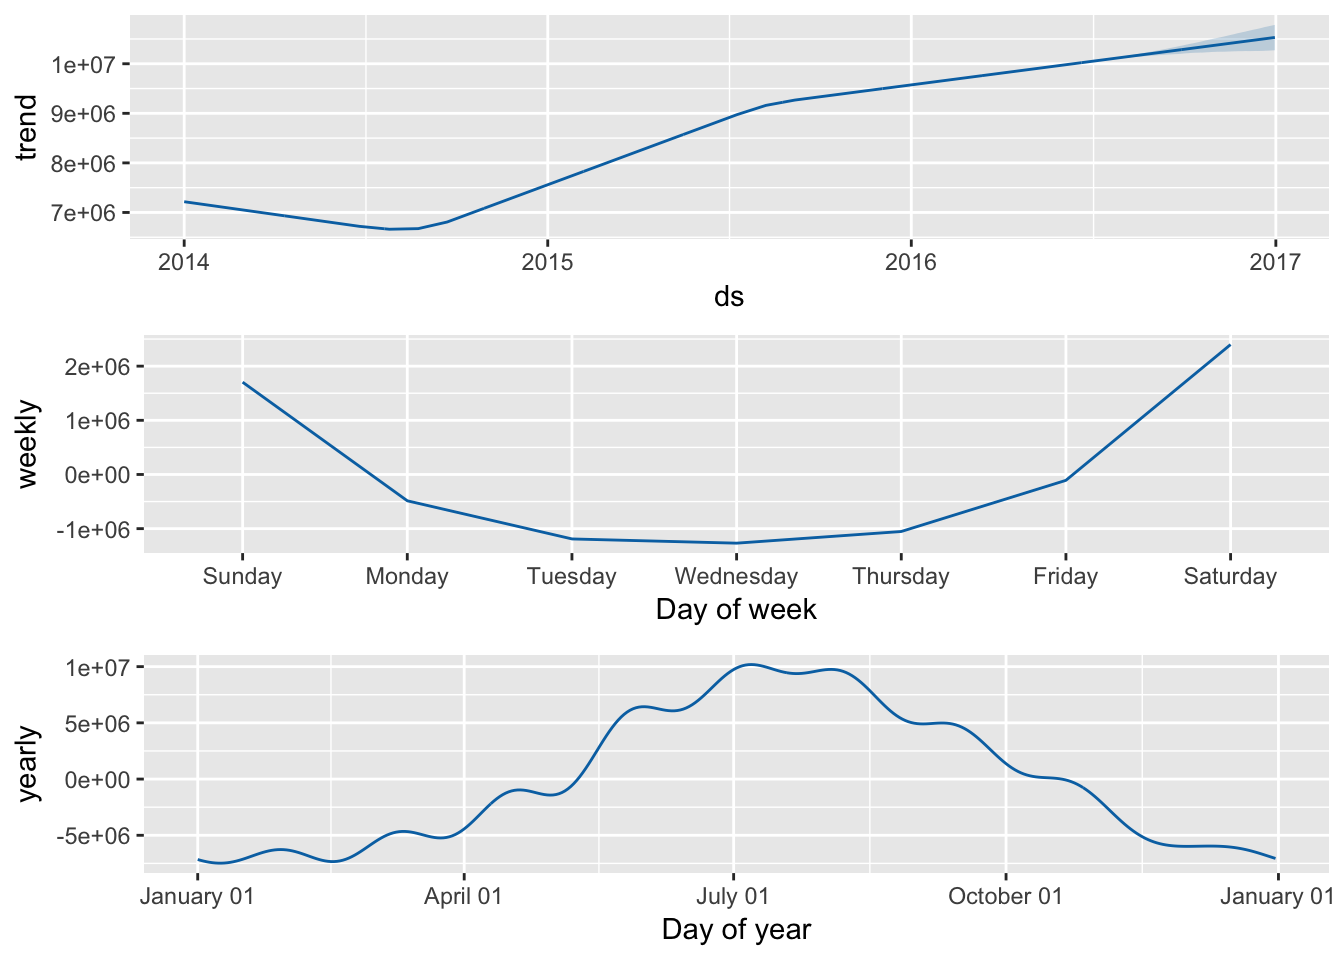 trend
1e+07
9e+06
8e+06
7e+06
2014 2015 2016 2017
ds
weekly
2e+06
1e+06
0e+00
-1e+06
Sunday Monday Tuesday Wednesday Thursday Friday Saturday
Day of week
yearly
1e+07
5e+06
0e+00
-5e+06
January 01 April 01 July 01 October 01 January 01
Day of year